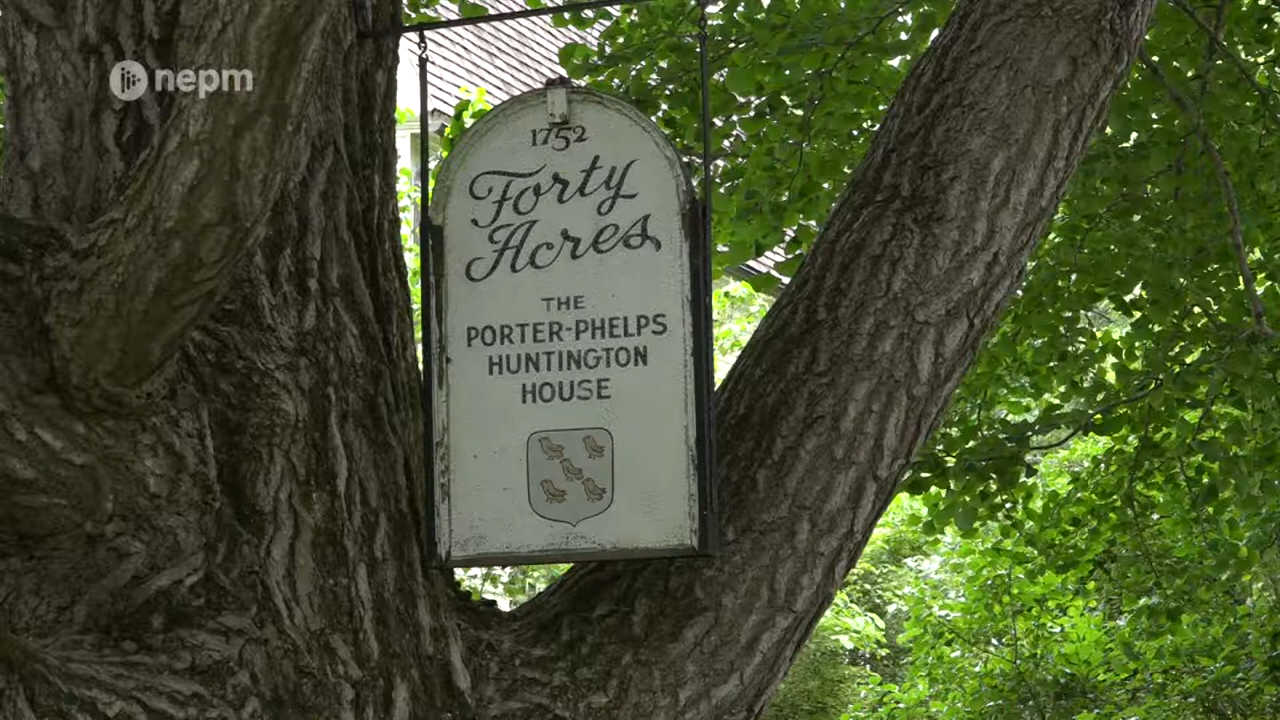 nepm
1752
Forty
Acres
THE
PORTER-PHELPS
HUNTINGTON
HOUSE